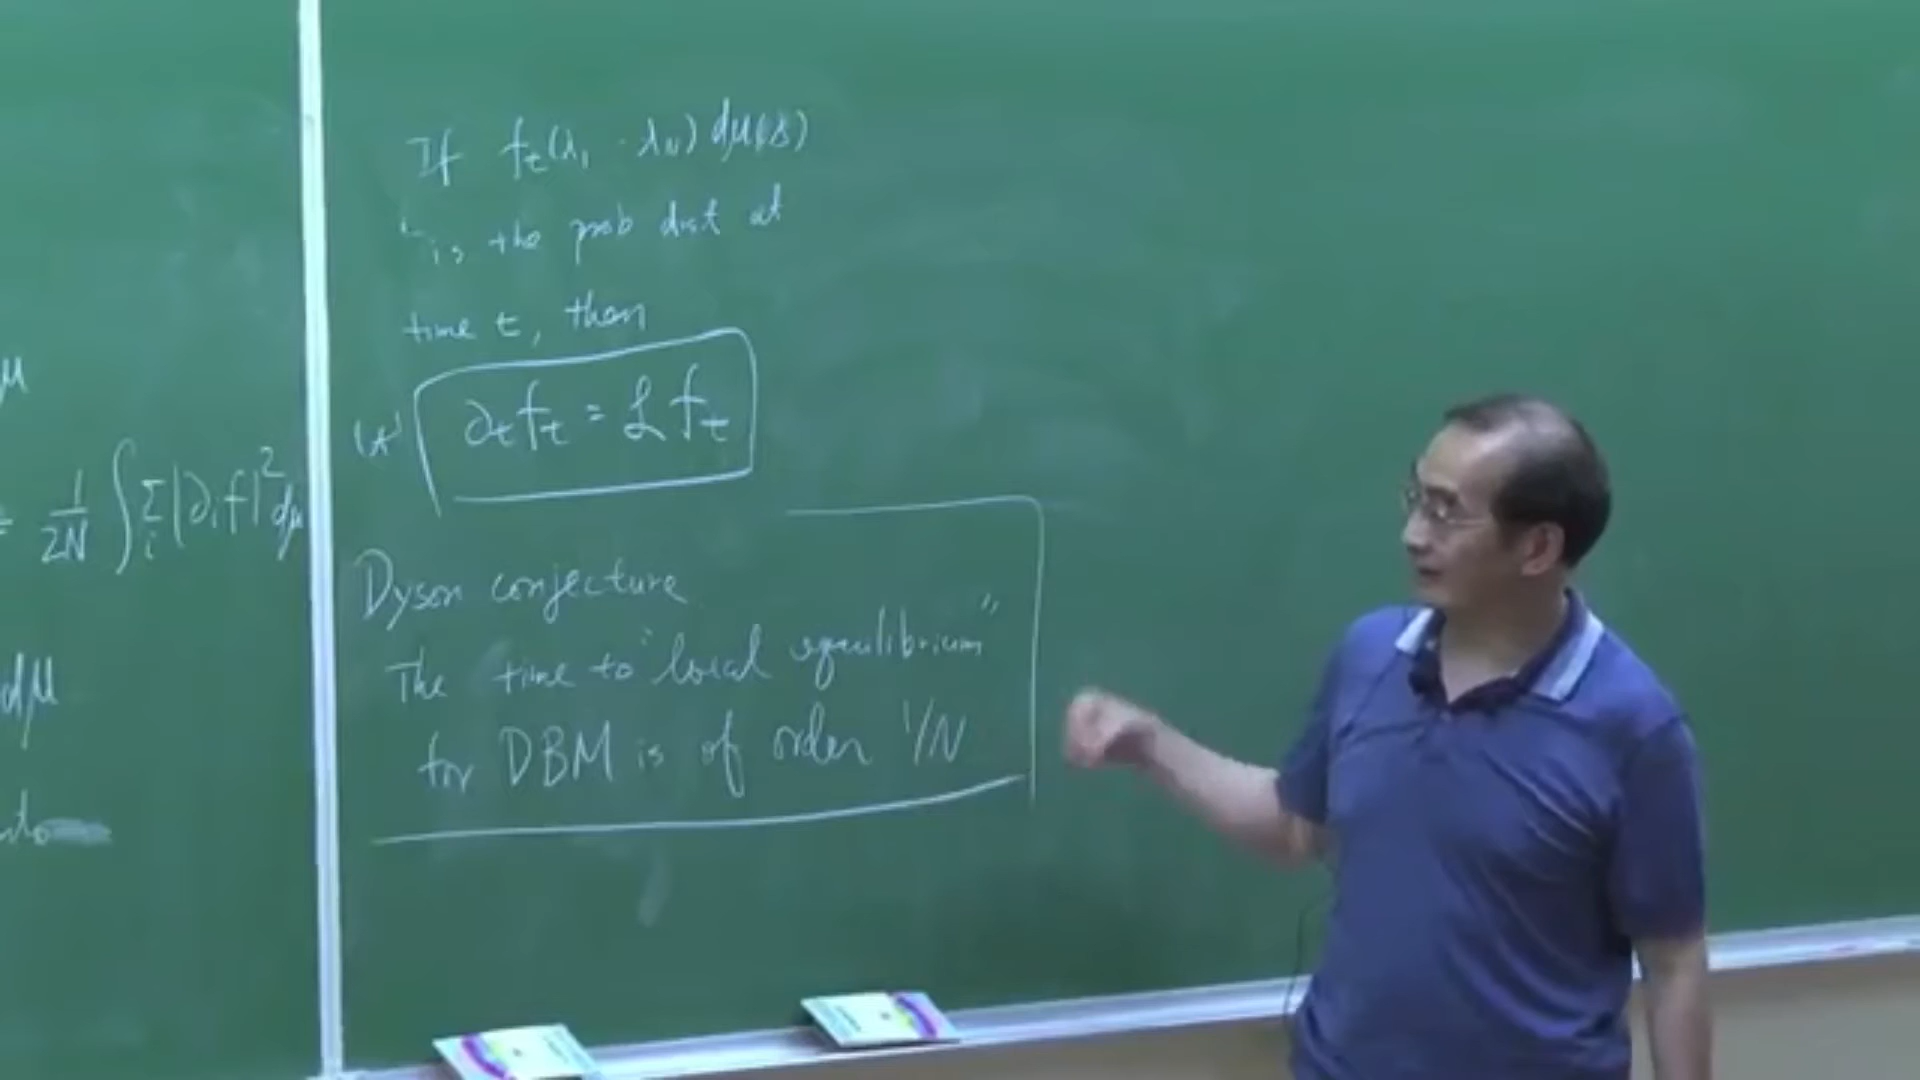 μ
= 1/2N ∫ Σ_i |∂_i f|² dμ
dμ
If f_t(λ_1 · λ_N) dμ(λ)
is the prob dist at
time t, then
(*) ∂_t f_t = ℒ f_t
Dyson conjecture
The time to "local equilibrium"
for DBM is of order 1/N